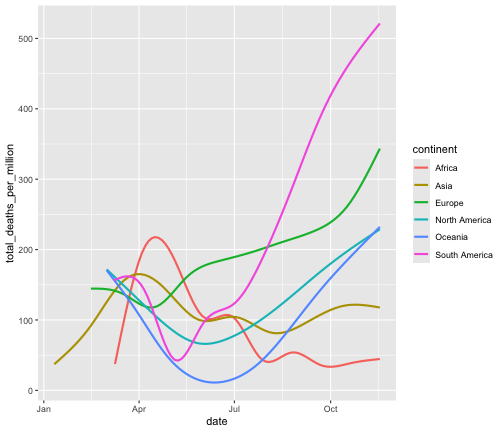 total_deaths_per_million
500
400
300
200
100
0
Jan
Apr
Jul
Oct
date
continent
Africa
Asia
Europe
North America
Oceania
South America